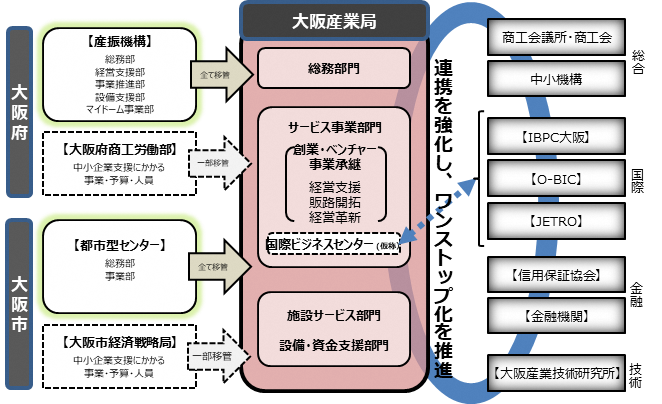 大阪府
【産振機構】
総務部
経営支援部
事業推進部
設備支援部
マイドーム事業部
全て移管
【大阪府商工労働部】
中小企業支援にかかる
事業・予算・人員
一部移管
大阪市
【都市型センター】
総務部
事業部
全て移管
【大阪市経済戦略局】
中小企業支援にかかる
事業・予算・人員
一部移管
大阪産業局
総務部門
サービス事業部門
創業・ベンチャー
事業承継
経営支援
販路開拓
経営革新
国際ビジネスセンター(仮称)
施設サービス部門
設備・資金支援部門
連携を強化し、ワンストップ化を推進
商工会議所・商工会
中小機構
総合
【IBPC大阪】
【O-BIC】
【JETRO】
国際
【信用保証協会】
【金融機関】
金融
【大阪産業技術研究所】
技術